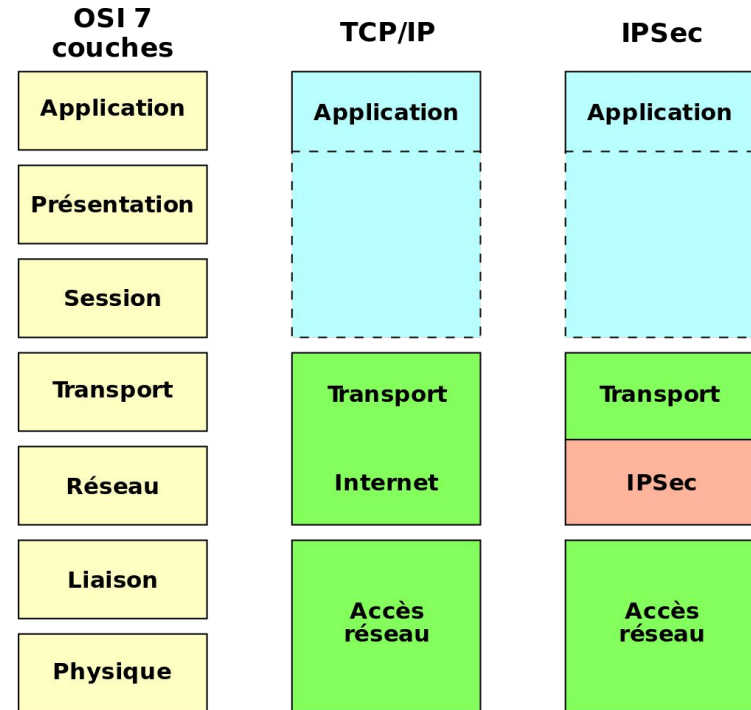 OSI 7
couches
Application
Présentation
Session
Transport
Réseau
Liaison
Physique
TCP/IP
Application
Transport
Internet
Accès
réseau
IPSec
Application
Transport
IPSec
Accès
réseau